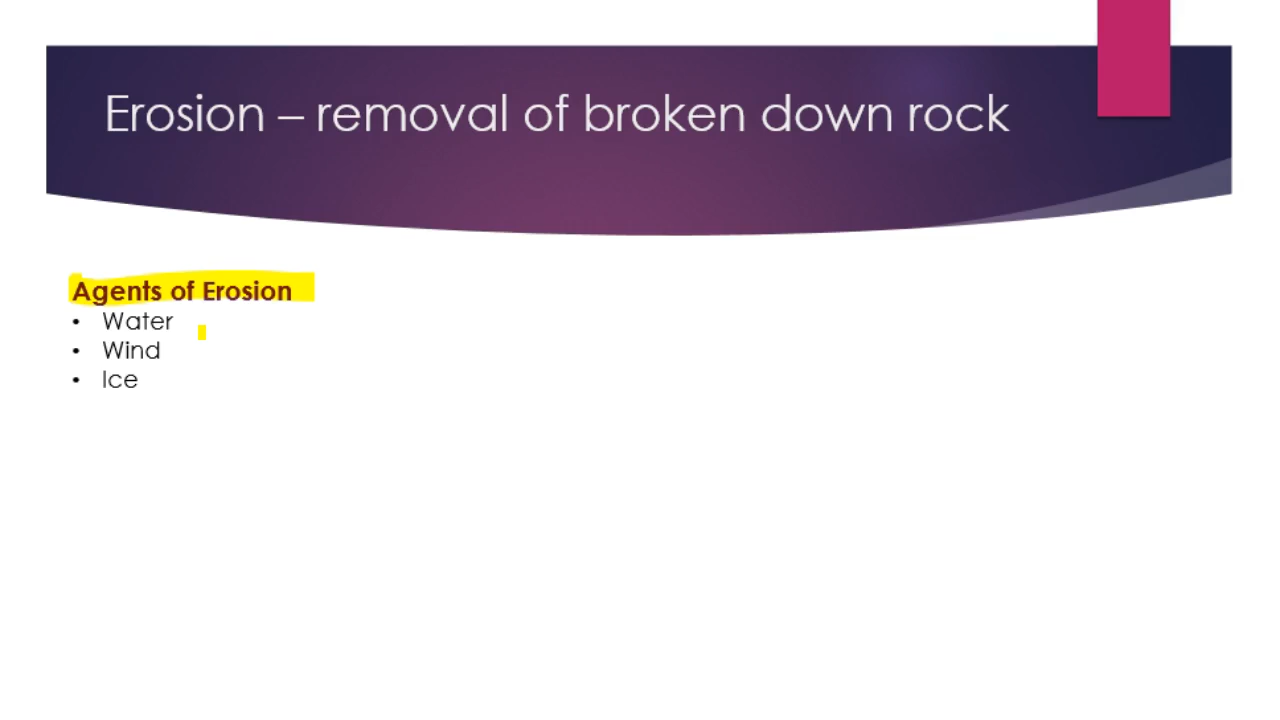 Erosion – removal of broken down rock
Agents of Erosion
• Water
• Wind
• Ice